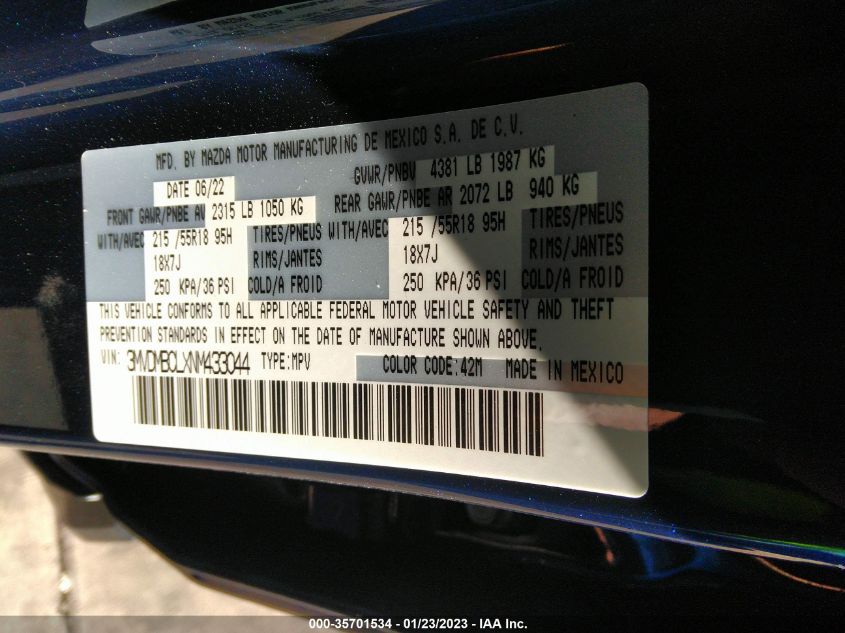 MFD. BY MAZDA MOTOR MANUFACTURING DE MEXICO S.A. DE C.V.
DATE 06/22 GVWR/PNBV 4381 LB 1987 KG
FRONT GAWR/PNBE AV 2315 LB 1050 KG REAR GAWR/PNBE AR 2072 LB 940 KG
WITH/AVEC 215 /55R18 95H TIRES/PNEUS WITH/AVEC 215 /55R18 95H TIRES/PNEUS
18X7J RIMS/JANTES 18X7J RIMS/JANTES
250 KPA/36 PSI COLD/A FROID 250 KPA/36 PSI COLD/A FROID
THIS VEHICLE CONFORMS TO ALL APPLICABLE FEDERAL MOTOR VEHICLE SAFETY AND THEFT
PREVENTION STANDARDS IN EFFECT ON THE DATE OF MANUFACTURE SHOWN ABOVE.
VIN: 3MVDMBCLXNM433044 TYPE:MPV COLOR CODE:42M MADE IN MEXICO
000-35701534 - 01/23/2023 - IAA Inc.